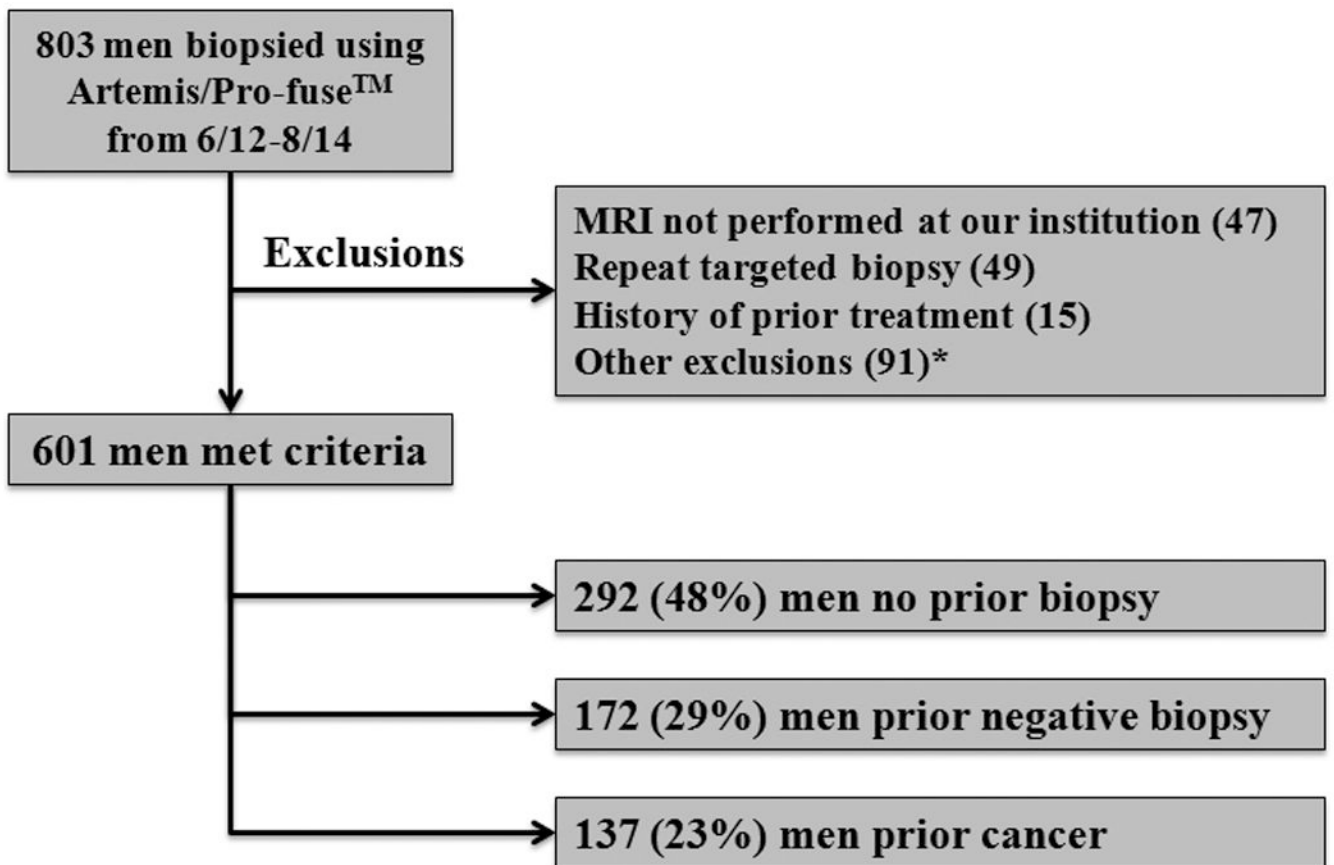 803 men biopsied using
Artemis/Pro-fuse™
from 6/12-8/14
Exclusions
MRI not performed at our institution (47)
Repeat targeted biopsy (49)
History of prior treatment (15)
Other exclusions (91)*
601 men met criteria
292 (48%) men no prior biopsy
172 (29%) men prior negative biopsy
137 (23%) men prior cancer